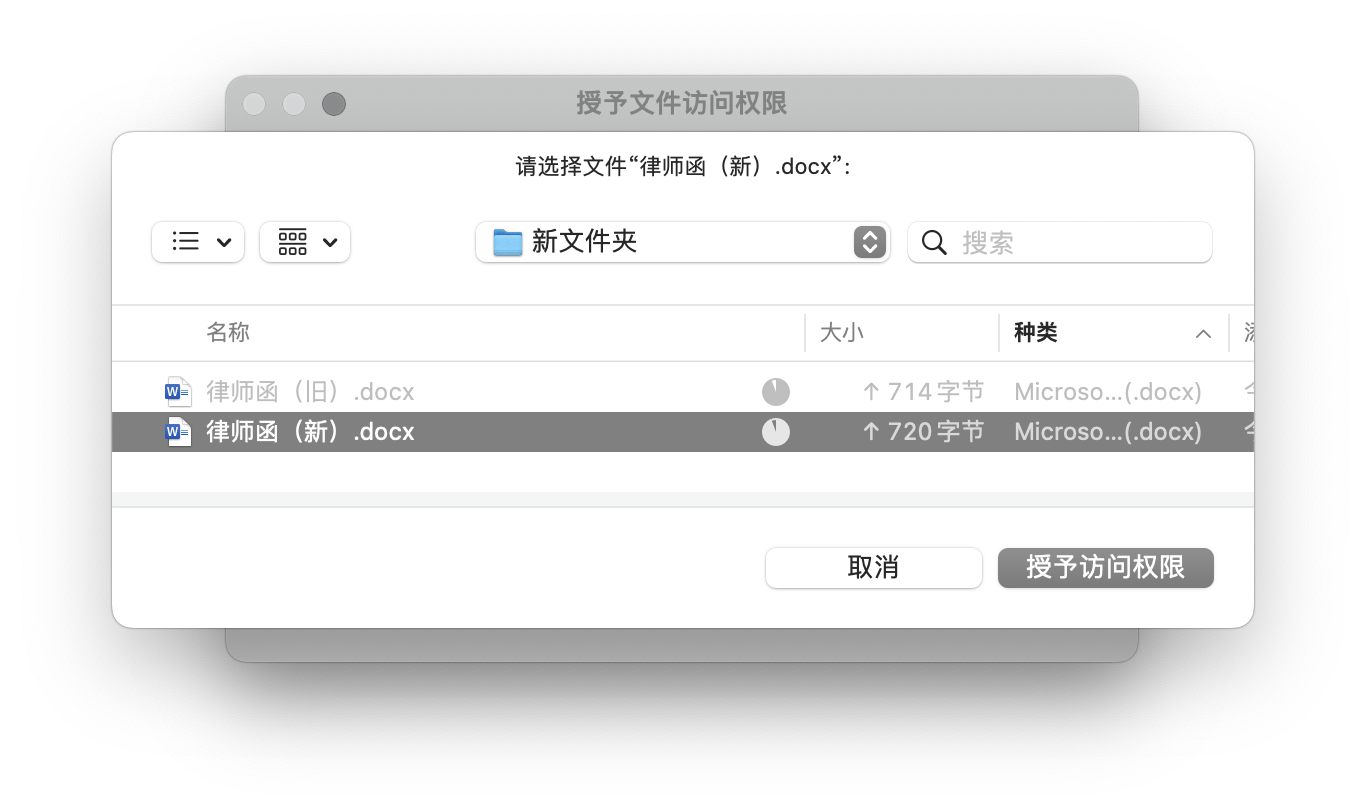 授予文件访问权限
请选择文件“律师函（新）.docx”:
新文件夹
搜索
名称 大小 种类
律师函（旧）.docx ↑ 714 字节 Microso...(.docx)
律师函（新）.docx ↑ 720 字节 Microso...(.docx)
取消 授予访问权限